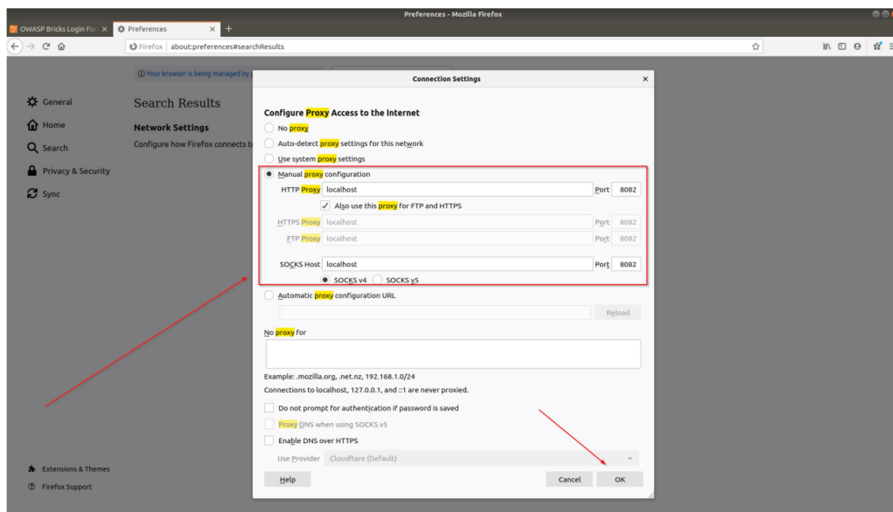 Preferences - Mozilla Firefox
OWASP Bricks Login For
Preferences
Firefox about:preferences#searchResults
Your browser is being managed by
Connection Settings
General
Home
Search
Privacy & Security
Sync
Search Results
Network Settings
Configure how Firefox connects to
Configure Proxy Access to the Internet
No proxy
Auto-detect proxy settings for this network
Use system proxy settings
Manual proxy configuration
HTTP Proxy localhost Port 8082
Also use this proxy for FTP and HTTPS
HTTPS Proxy localhost Port 8082
FTP Proxy localhost Port 8082
SOCKS Host localhost Port 8082
SOCKS v4 SOCKS v5
Automatic proxy configuration URL
Reload
No proxy for
Example: .mozilla.org, .net.nz, 192.168.1.0/24
Connections to localhost, 127.0.0.1, and ::1 are never proxied.
Do not prompt for authentication if password is saved
Proxy DNS when using SOCKS v5
Enable DNS over HTTPS
Use Provider Cloudflare (Default)
Help Cancel OK
Extensions & Themes
Firefox Support